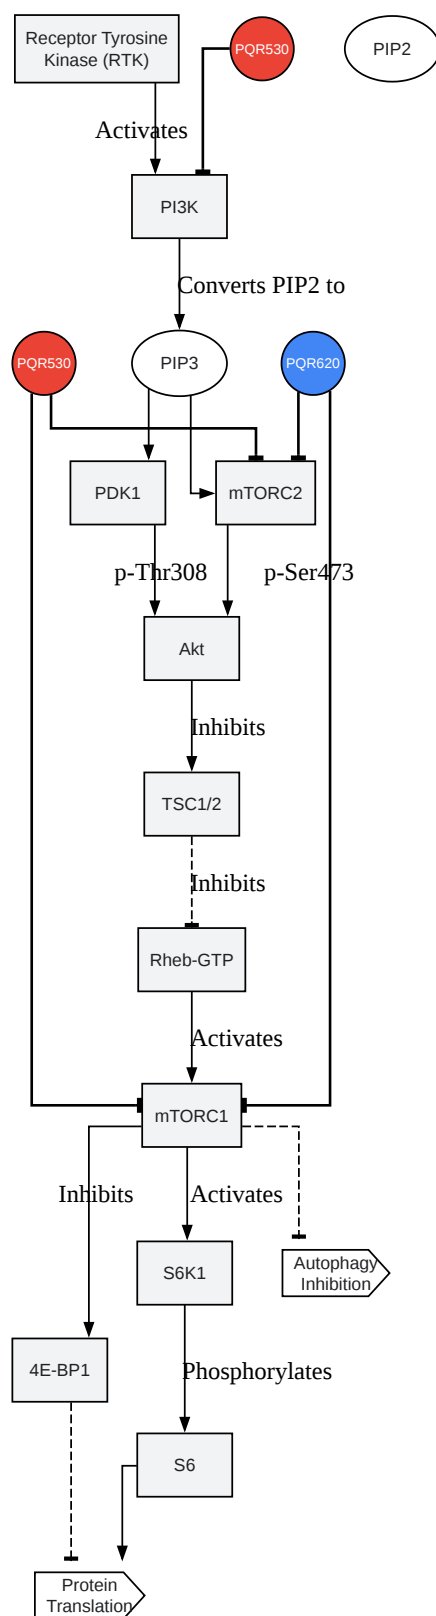 Receptor Tyrosine
Kinase (RTK)
PQR530
PIP2
Activates
PI3K
Converts PIP2 to
PQR530
PIP3
PQR620
PDK1
mTORC2
p-Thr308
p-Ser473
Akt
Inhibits
TSC1/2
Inhibits
Rheb-GTP
Activates
mTORC1
Inhibits
Activates
S6K1
Autophagy
Inhibition
4E-BP1
Phosphorylates
S6
Protein
Translation